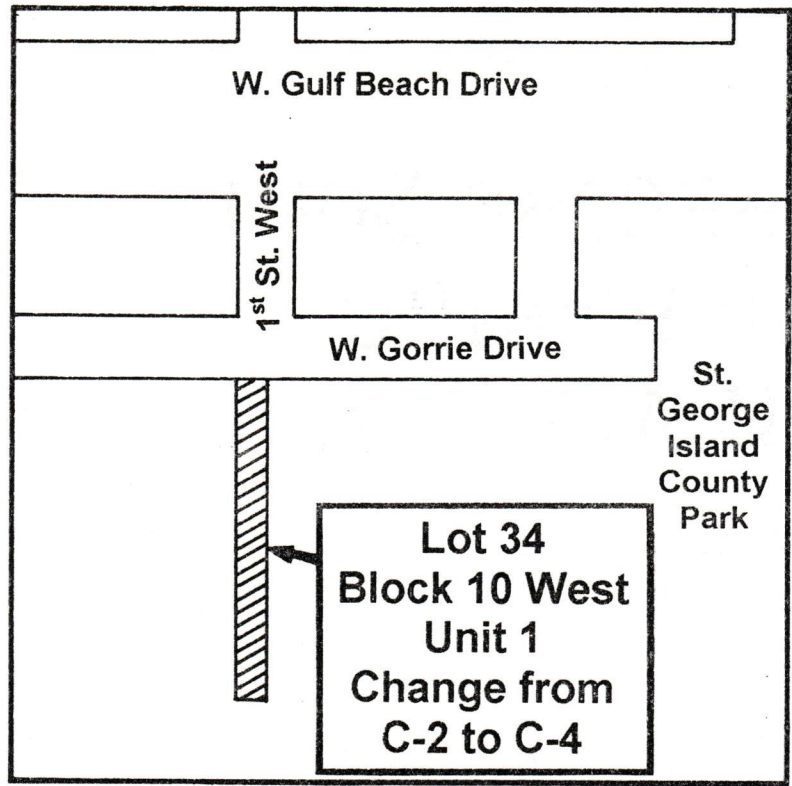 W. Gulf Beach Drive
1st St. West
W. Gorrie Drive
St.
George
Island
County
Park
Lot 34
Block 10 West
Unit 1
Change from
C-2 to C-4